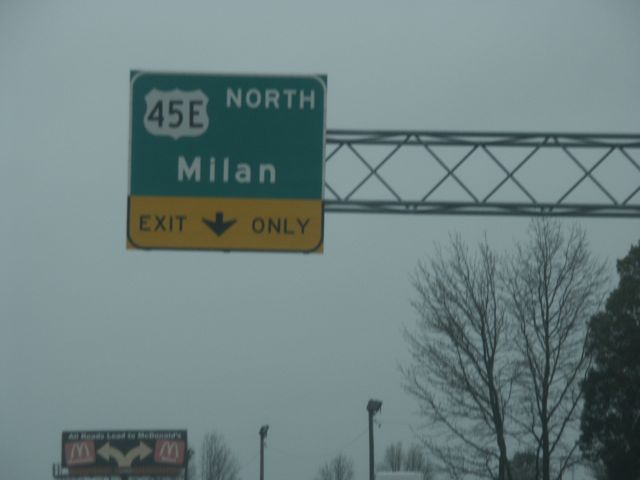 45E NORTH
Milan
EXIT ONLY
All Roads Lead to McDonald's